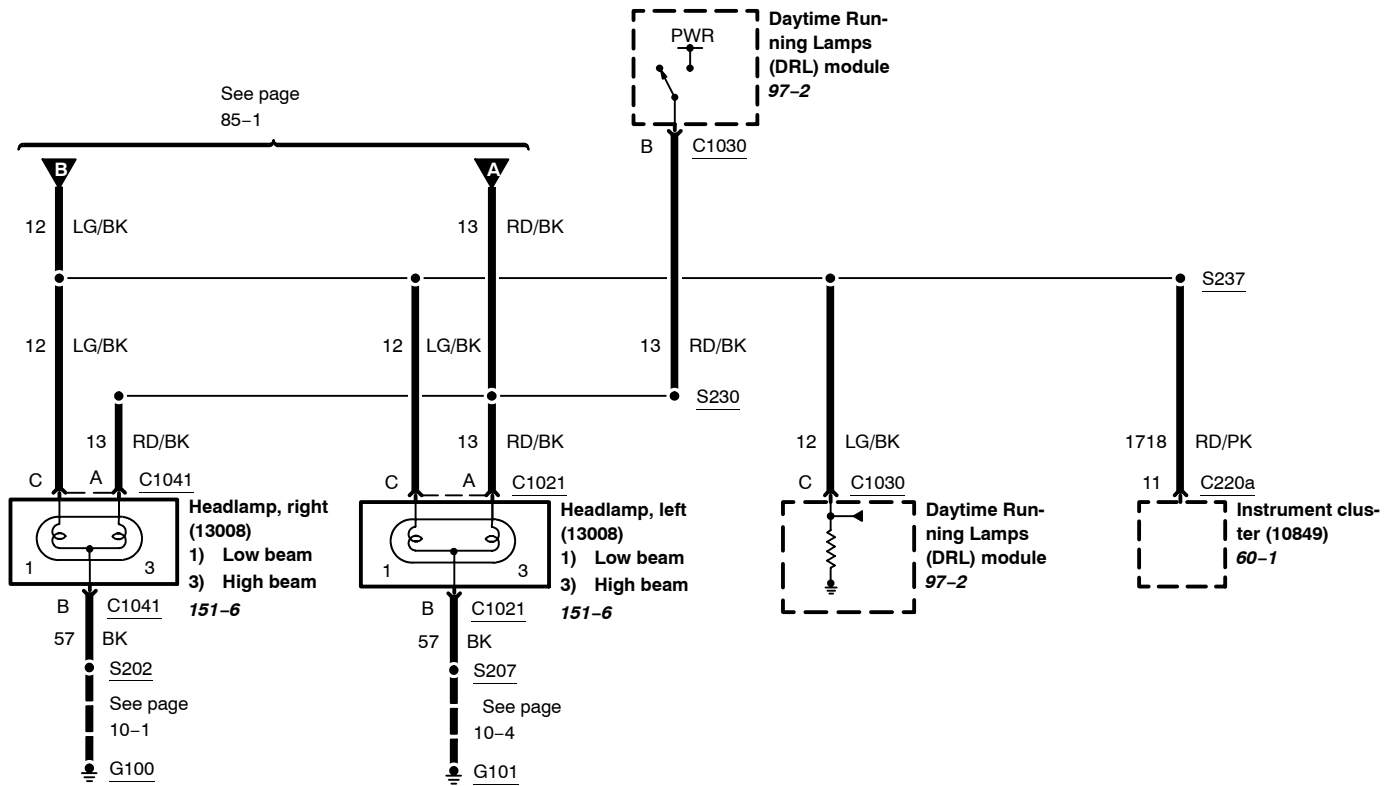 Daytime Run-
ning Lamps
(DRL) module
97−2
PWR
See page
85−1
B
C1030
B
A
12
LG/BK
13
RD/BK
S237
12
LG/BK
12
LG/BK
13
RD/BK
S230
13
RD/BK
13
RD/BK
12
LG/BK
1718
RD/PK
C
A
C1041
C
A
C1021
C
C1030
11
C220a
Headlamp, right
(13008)
1) Low beam
3) High beam
151−6
1
3
Headlamp, left
(13008)
1) Low beam
3) High beam
151−6
1
3
Daytime Run-
ning Lamps
(DRL) module
97−2
Instrument clus-
ter (10849)
60−1
B
C1041
57
BK
S202
See page
10−1
G100
B
C1021
57
BK
S207
See page
10−4
G101